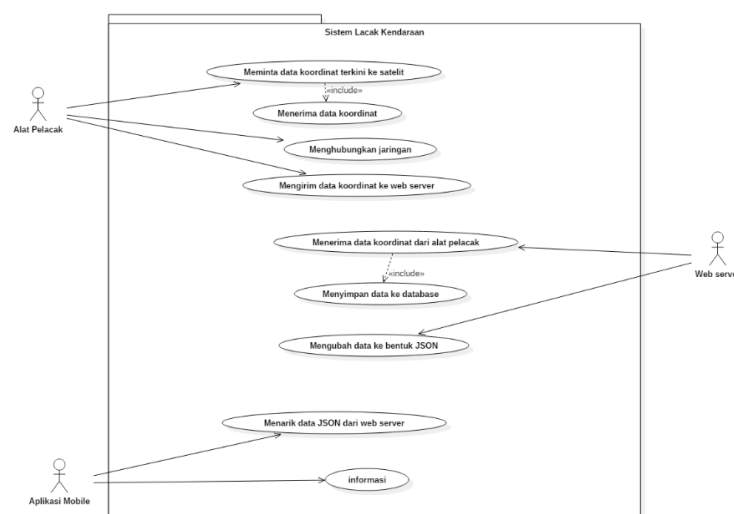 Sistem Lacak Kendaraan
Meminta data koordinat terkini ke satelit
«include»
Menerima data koordinat
Alat Pelacak
Menghubungkan jaringan
Mengirim data koordinat ke web server
Menerima data koordinat dari alat pelacak
«include»
Web serve
Menyimpan data ke database
Mengubah data ke bentuk JSON
Menarik data JSON dari web server
informasi
Aplikasi Mobile